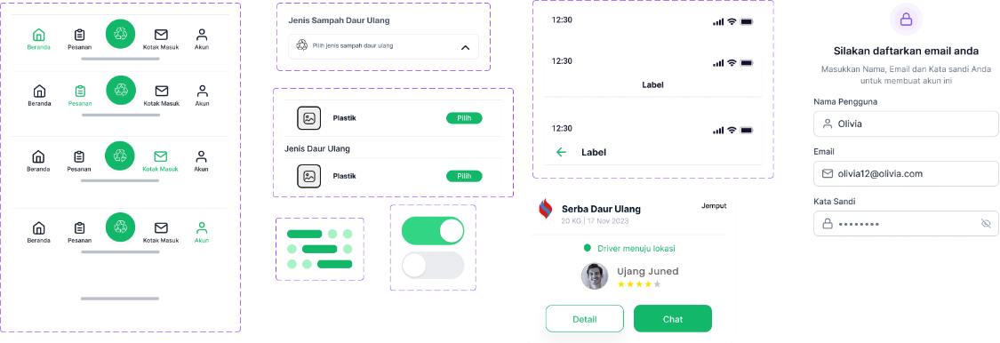 Beranda
Pesanan
Kotak Masuk
Akun
Beranda
Pesanan
Kotak Masuk
Akun
Beranda
Pesanan
Kotak Masuk
Akun
Beranda
Pesanan
Kotak Masuk
Akun
Jenis Sampah Daur Ulang
Pilih jenis sampah daur ulang
Plastik
Pilih
Jenis Daur Ulang
Plastik
Pilih
12:30
12:30
Label
12:30
Label
Serba Daur Ulang
Jemput
20 KG | 17 Nov 2023
Driver menuju lokasi
Ujang Juned
Detail
Chat
Silakan daftarkan email anda
Masukkan Nama, Email dan Kata sandi Anda
untuk membuat akun ini
Nama Pengguna
Olivia
Email
olivia12@olivia.com
Kata Sandi